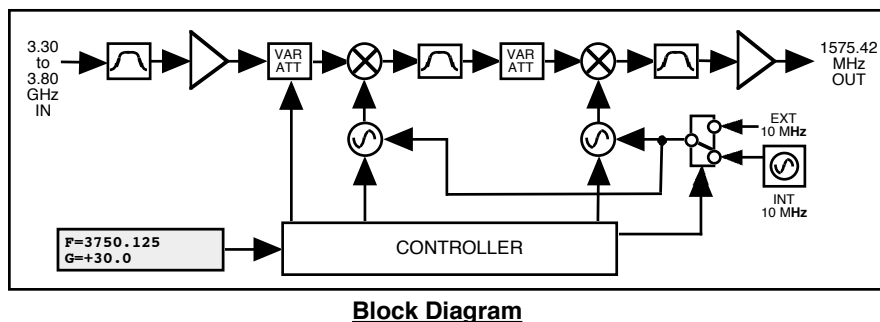 3.30
to
3.80
GHz
IN
VAR
ATT
VAR
ATT
1575.42
MHz
OUT
EXT
10 MHz
INT
10 MHz
F=3750.125
G=+30.0
CONTROLLER
Block Diagram